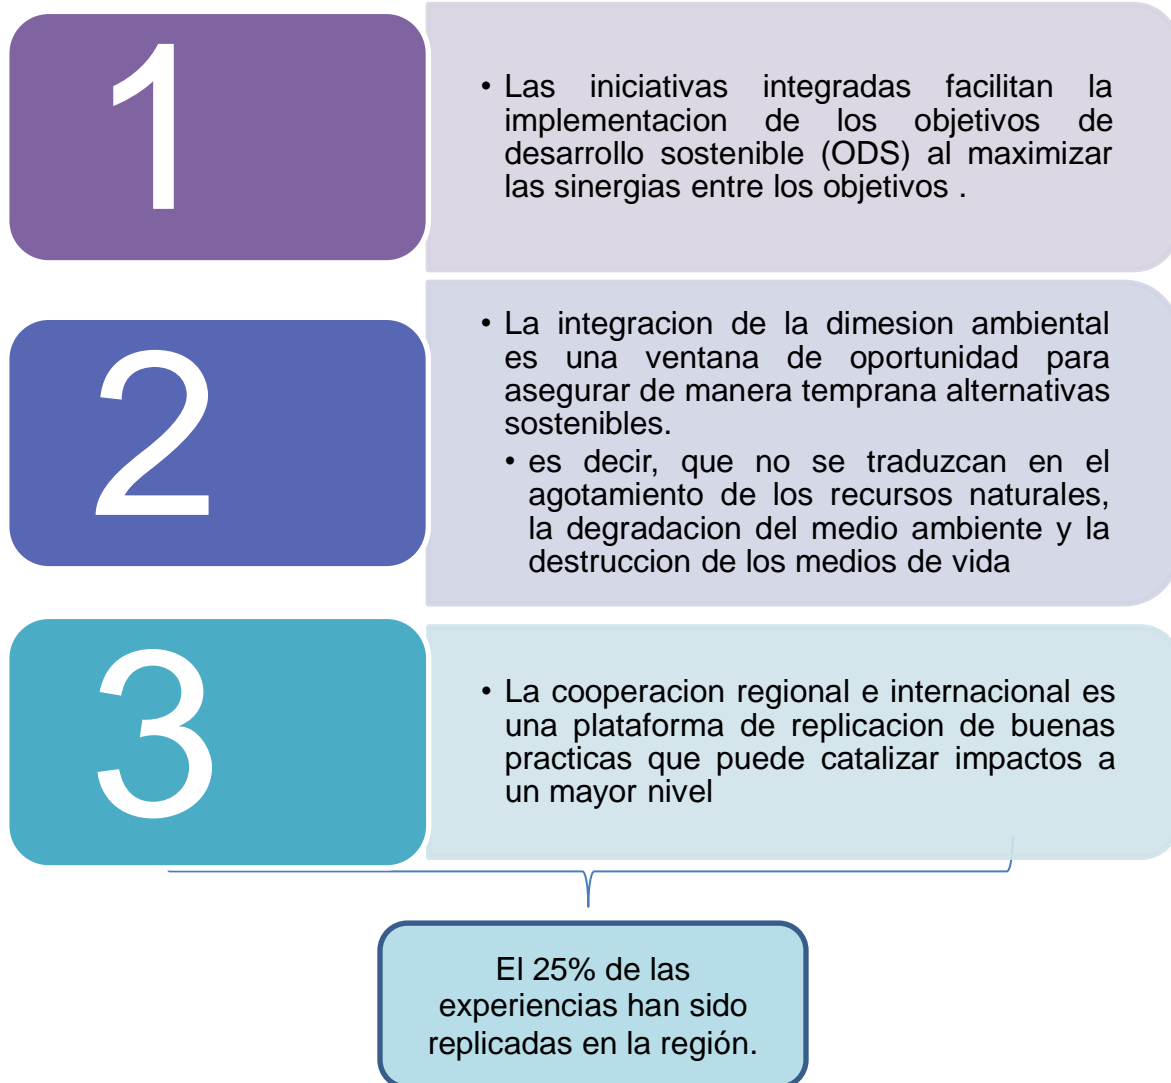 1
• Las iniciativas integradas facilitan la
implementacion de los objetivos de
desarrollo sostenible (ODS) al maximizar
las sinergias entre los objetivos .
2
• La integracion de la dimesion ambiental
es una ventana de oportunidad para
asegurar de manera temprana alternativas
sostenibles.
• es decir, que no se traduzcan en el
agotamiento de los recursos naturales,
la degradacion del medio ambiente y la
destruccion de los medios de vida
3
• La cooperacion regional e internacional es
una plataforma de replicacion de buenas
practicas que puede catalizar impactos a
un mayor nivel
El 25% de las
experiencias han sido
replicadas en la región.